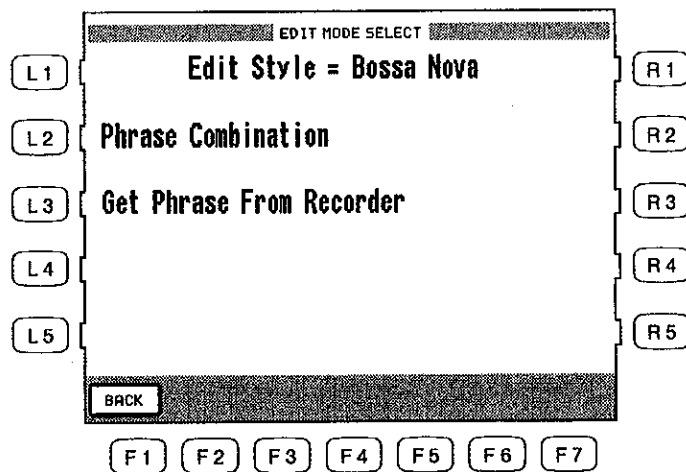 EDIT MODE SELECT
L1 Edit Style = Bossa Nova R1
L2 Phrase Combination R2
L3 Get Phrase From Recorder R3
L4 R4
L5 R5
BACK
F1 F2 F3 F4 F5 F6 F7